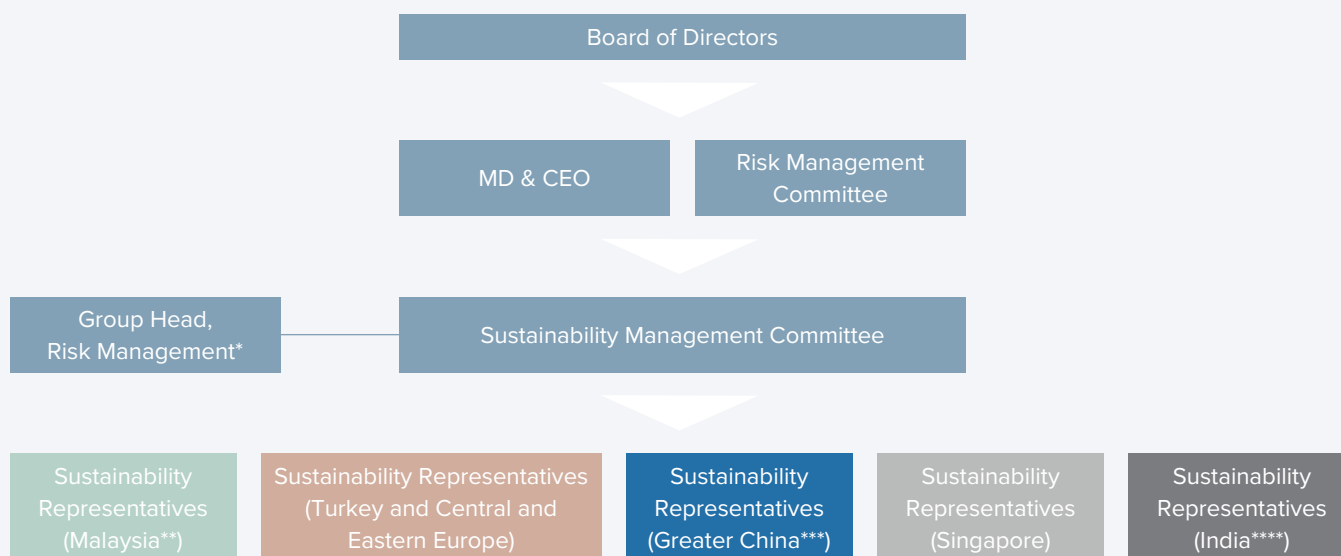 Board of Directors
MD & CEO
Risk Management
Committee
Group Head,
Risk Management*
Sustainability Management Committee
Sustainability
Representatives
(Malaysia**)
Sustainability Representatives
(Turkey and Central and
Eastern Europe)
Sustainability
Representatives
(Greater China***)
Sustainability
Representatives
(Singapore)
Sustainability
Representatives
(India****)